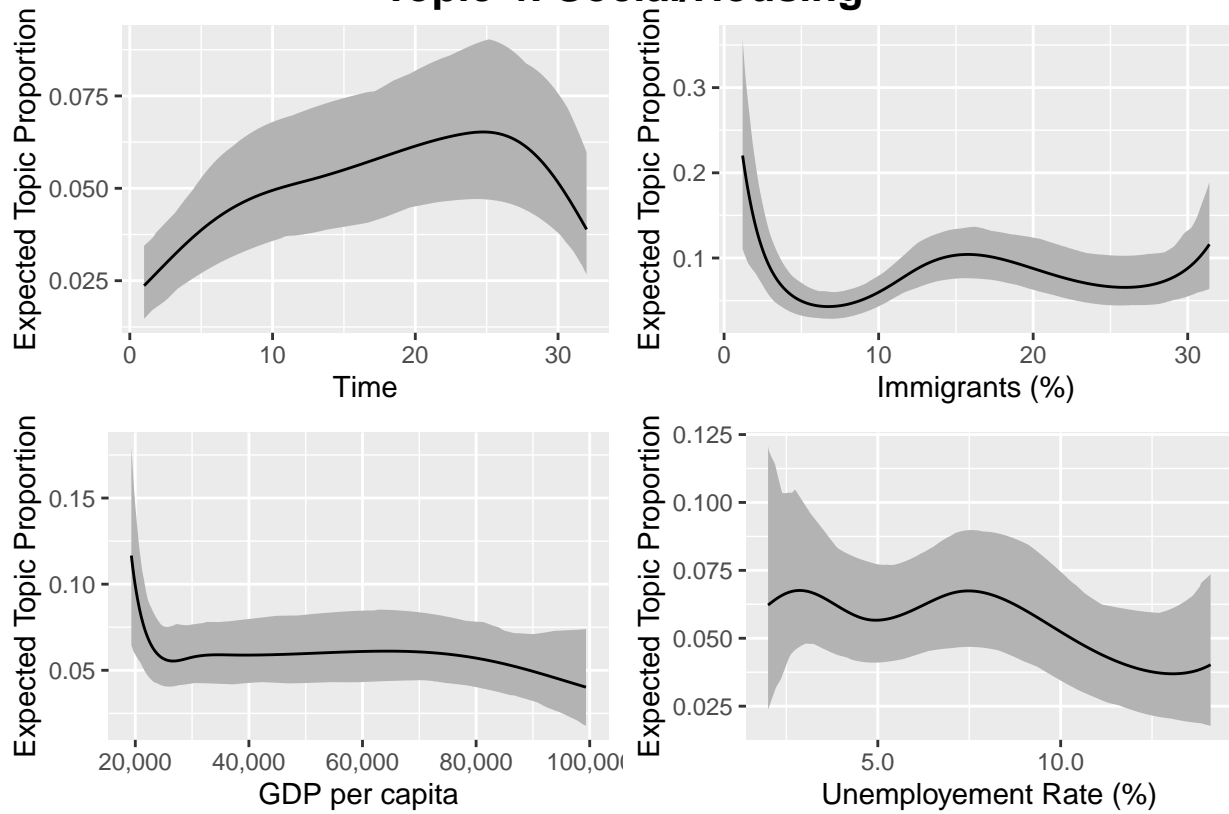 Topic 4: Social/Housing
Expected Topic Proportion
0.075
0.050
0.025
0 10 20 30
Time
Expected Topic Proportion
0.3
0.2
0.1
0 10 20 30
Immigrants (%)
Expected Topic Proportion
0.15
0.10
0.05
20,000 40,000 60,000 80,000 100,00
GDP per capita
Expected Topic Proportion
0.125
0.100
0.075
0.050
0.025
5.0 10.0
Unemployement Rate (%)